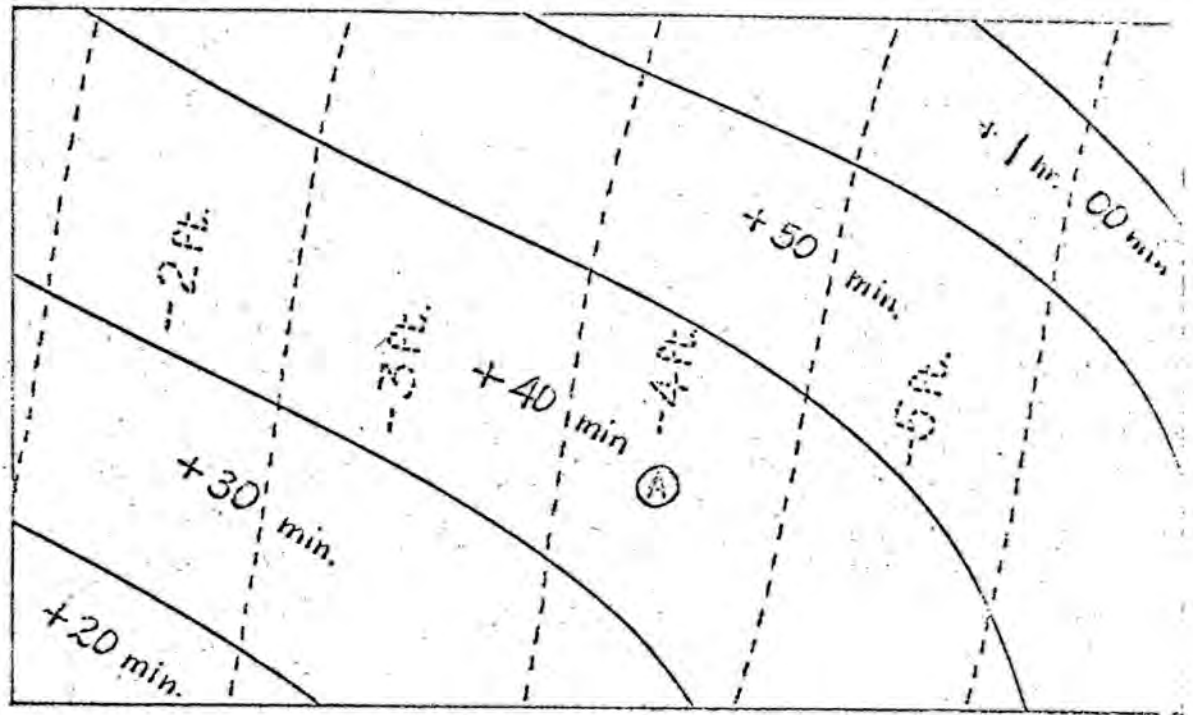 + 1 hr. 00 min
+ 50 min.
- 2 Ft.
- 3 Ft.
- 4 Ft.
- 5 Ft.
+ 40 min
A
+ 30 min.
+ 20 min.